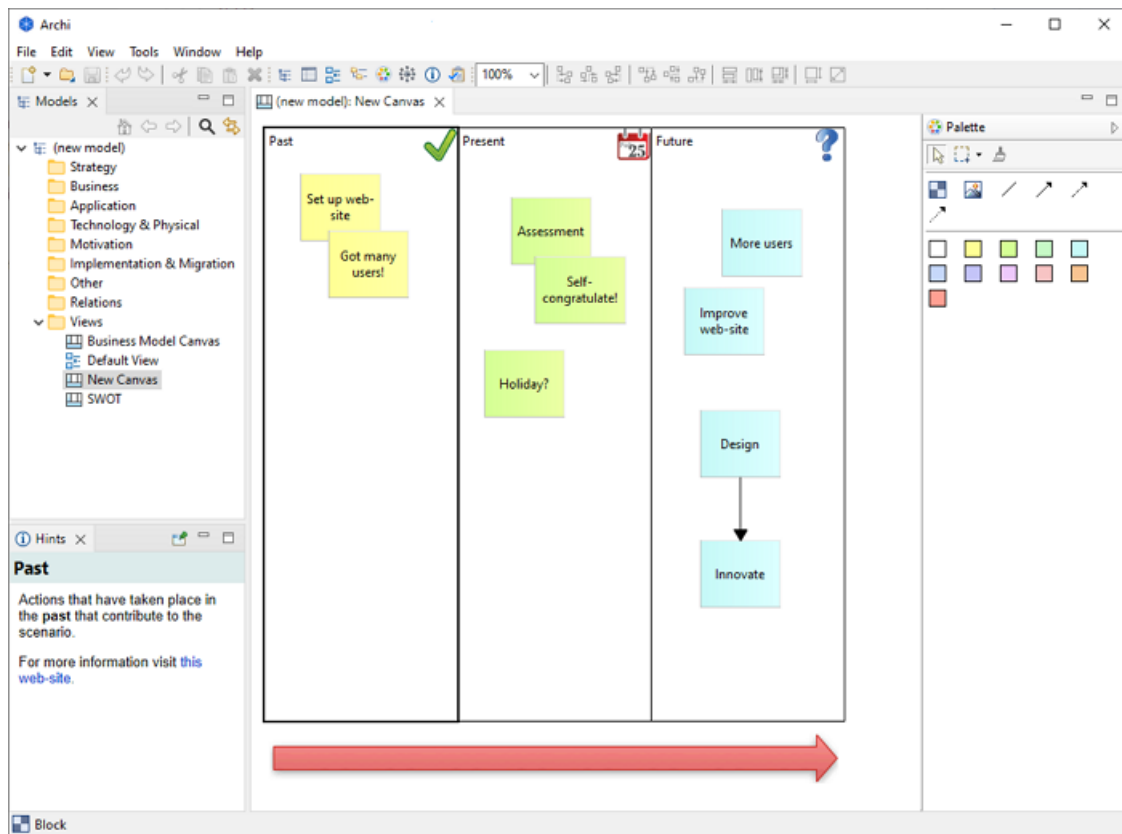 Archi
File Edit View Tools Window Help
100%
Models
(new model)
Strategy
Business
Application
Technology & Physical
Motivation
Implementation & Migration
Other
Relations
Views
Business Model Canvas
Default View
New Canvas
SWOT
Hints
Past
Actions that have taken place in
the past that contribute to the
scenario.
For more information visit this
web-site.
(new model): New Canvas
Past
Set up web-
site
Got many
users!
Present
25
Assessment
Self-
congratulate!
Holiday?
Future
?
More users
Improve
web-site
Design
Innovate
Palette
Block